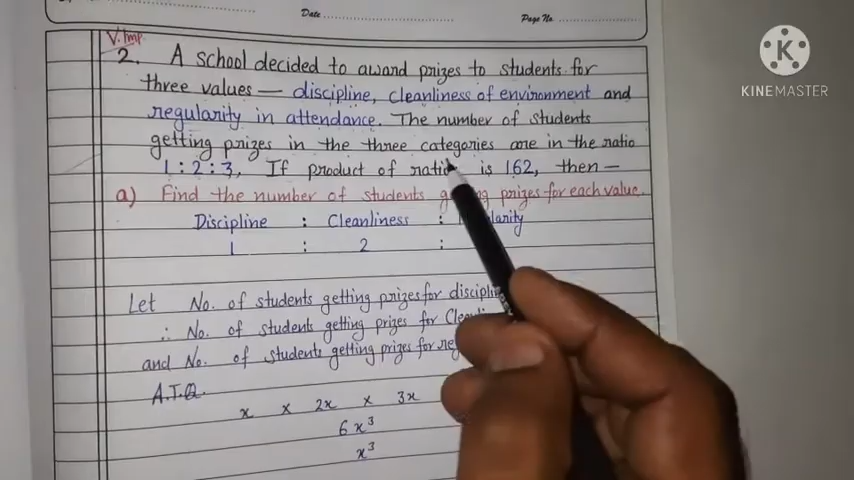 Date
Page No.
V. Imp
2. A school decided to award prizes to students for
three values — discipline, cleanliness of environment and
regularity in attendance. The number of students
getting prizes in the three categories are in the ratio
1 : 2 : 3, If product of ratio is 162, then —
a) Find the number of students getting prizes for each value.
Discipline : Cleanliness :
1 : 2 :
Let No. of students getting prizes for
∴ No. of students getting prizes for
and No. of students getting prizes for
A.T.Q.
x × 2x × 3x
6x³
x³
K
KINEMASTER